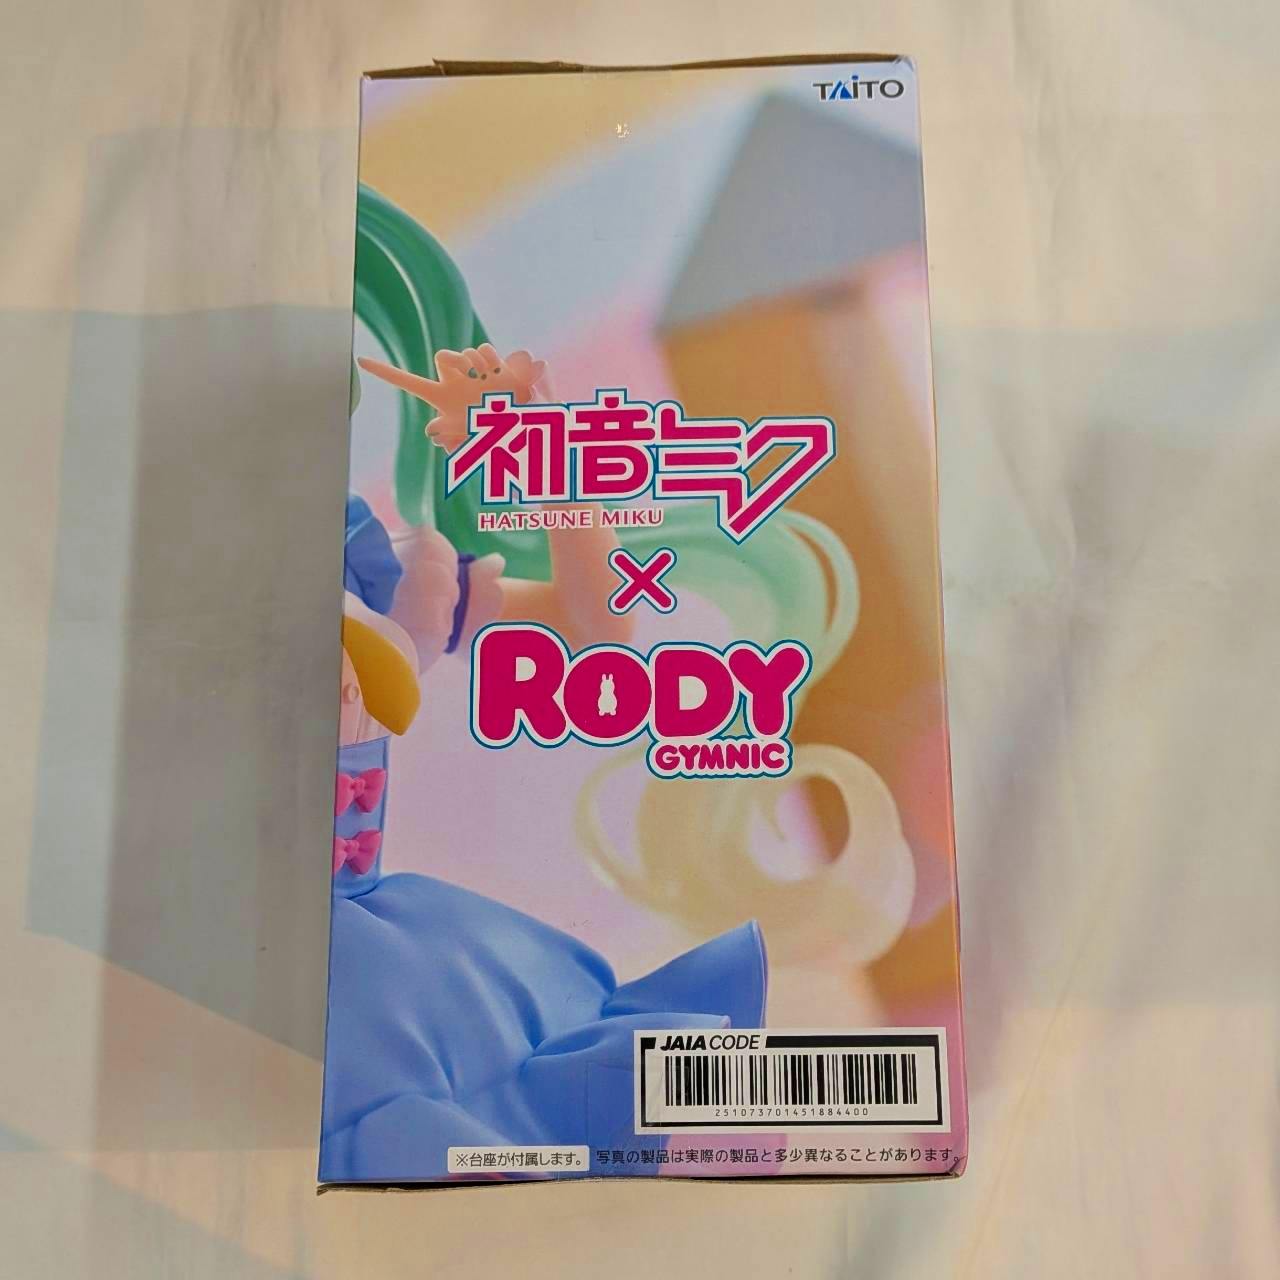 TAITO
初音ミク
HATSUNE MIKU
×
RODY
GYMNIC
JAIA CODE
251073701451884400
※台座が付属します。 写真の製品は実際の製品と多少異なることがあります。